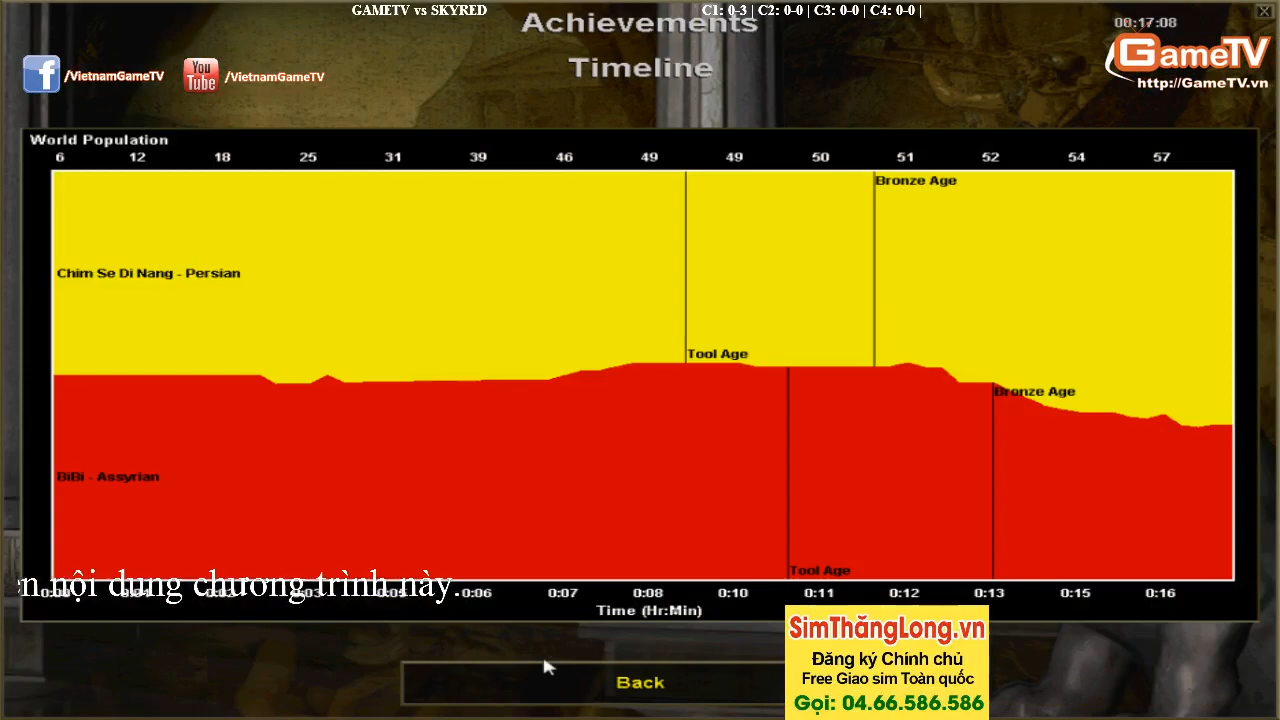 GAMETV vs SKYRED
C1: 0-3 | C2: 0-0 | C3: 0-0 | C4: 0-0 |
Achievements
00:17:08
Timeline
/VietnamGameTV
You Tube
/VietnamGameTV
GameTV
http://GameTV.vn
World Population
6 12 18 25 31 39 46 49 49 50 51 52 54 57
Bronze Age
Chim Se Di Nang - Persian
Tool Age
Bronze Age
BiBi - Assyrian
Tool Age
nội dung chương trình này.
0:06 0:07 0:08 0:10 0:11 0:12 0:13 0:15 0:16
Time (Hr:Min)
SimThăngLong.vn
Đăng ký Chính chủ
Free Giao sim Toàn quốc
Gọi: 04.66.586.586
Back